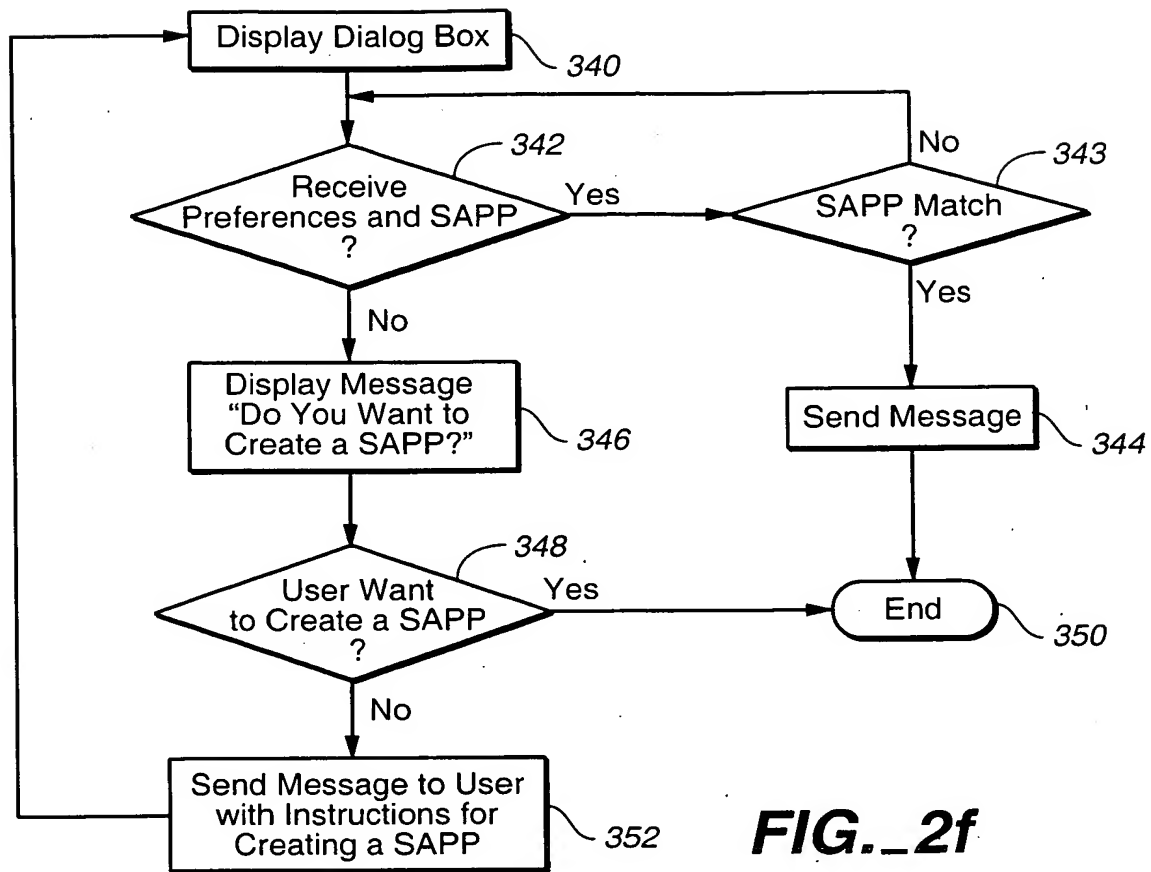 Display Dialog Box
340
342
No
343
Receive
Preferences and SAPP
?
Yes
SAPP Match
?
No
Yes
Display Message
“Do You Want to
Create a SAPP?”
346
Send Message
344
348
User Want
to Create a SAPP
?
Yes
End
350
No
Send Message to User
with Instructions for
Creating a SAPP
352
FIG._2f